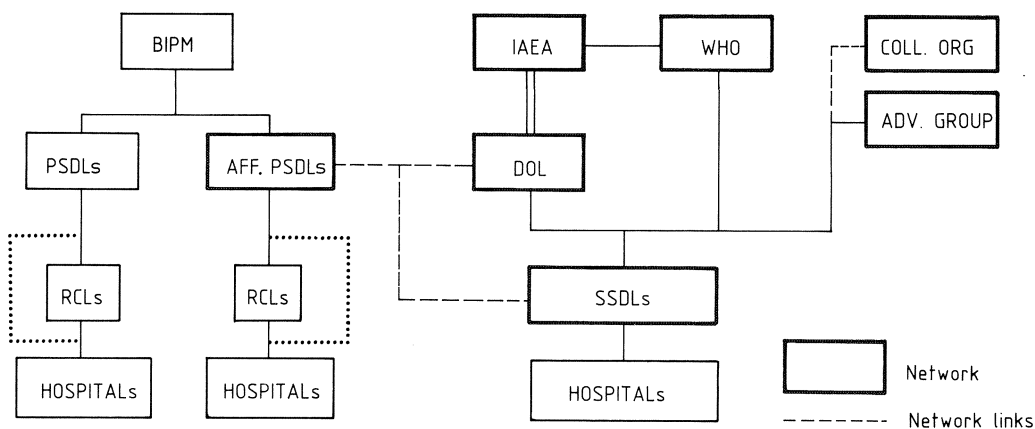 BIPM
IAEA
WHO
COLL. ORG
ADV. GROUP
PSDLs
AFF. PSDLs
DOL
RCLs
RCLs
SSDLs
HOSPITALs
HOSPITALs
HOSPITALs
Network
Network links